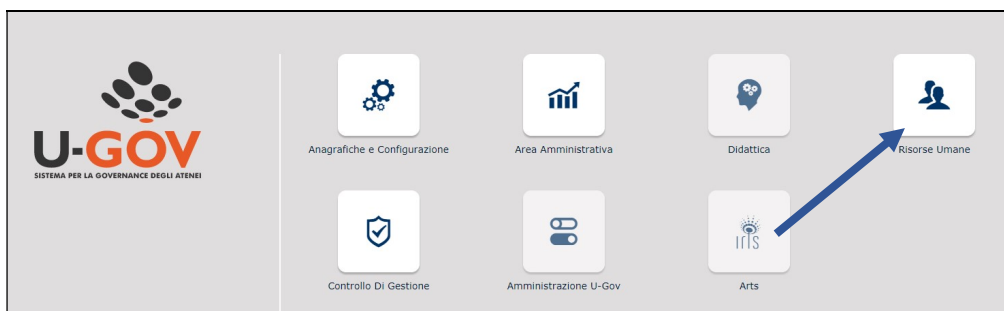 U-GOV
SISTEMA PER LA GOVERNANCE DEGLI ATENEI
Anagrafiche e Configurazione
Area Amministrativa
Didattica
Risorse Umane
Controllo Di Gestione
Amministrazione U-Gov
IrIS
Arts